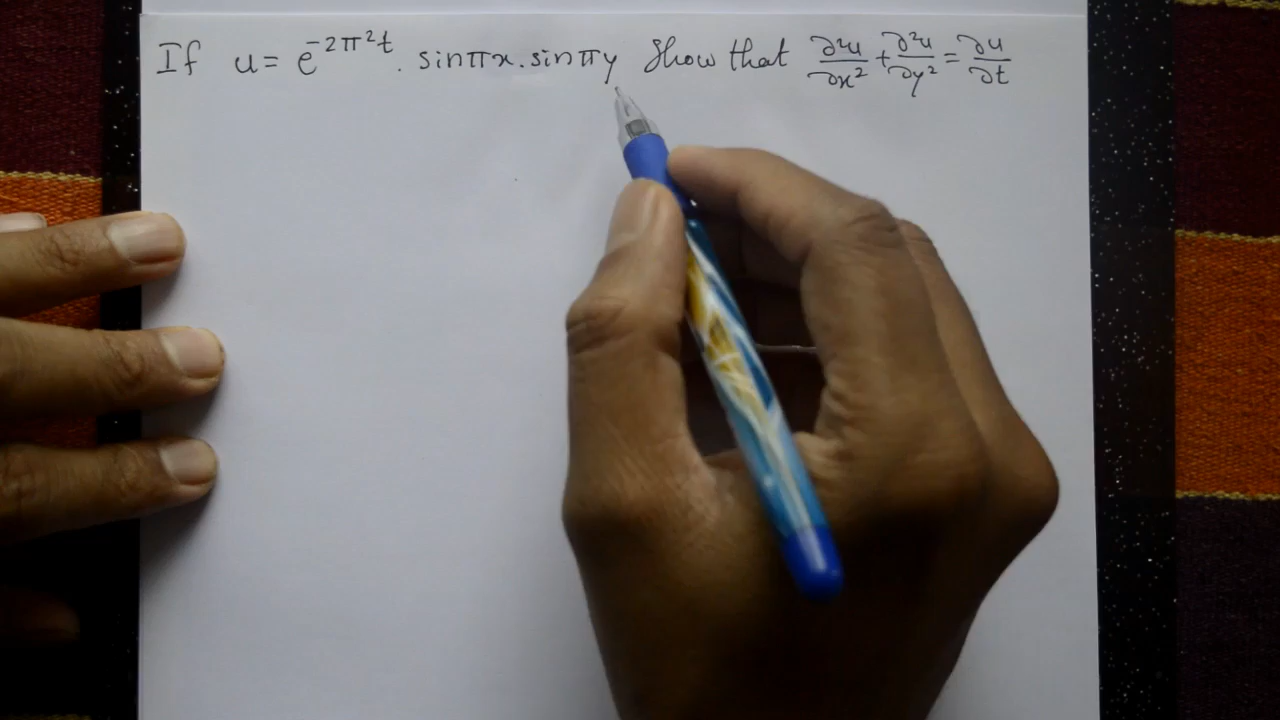 If u = e^{-2π²t} . sinπx . sinπy Show that ∂²u/∂x² + ∂²u/∂y² = ∂u/∂t